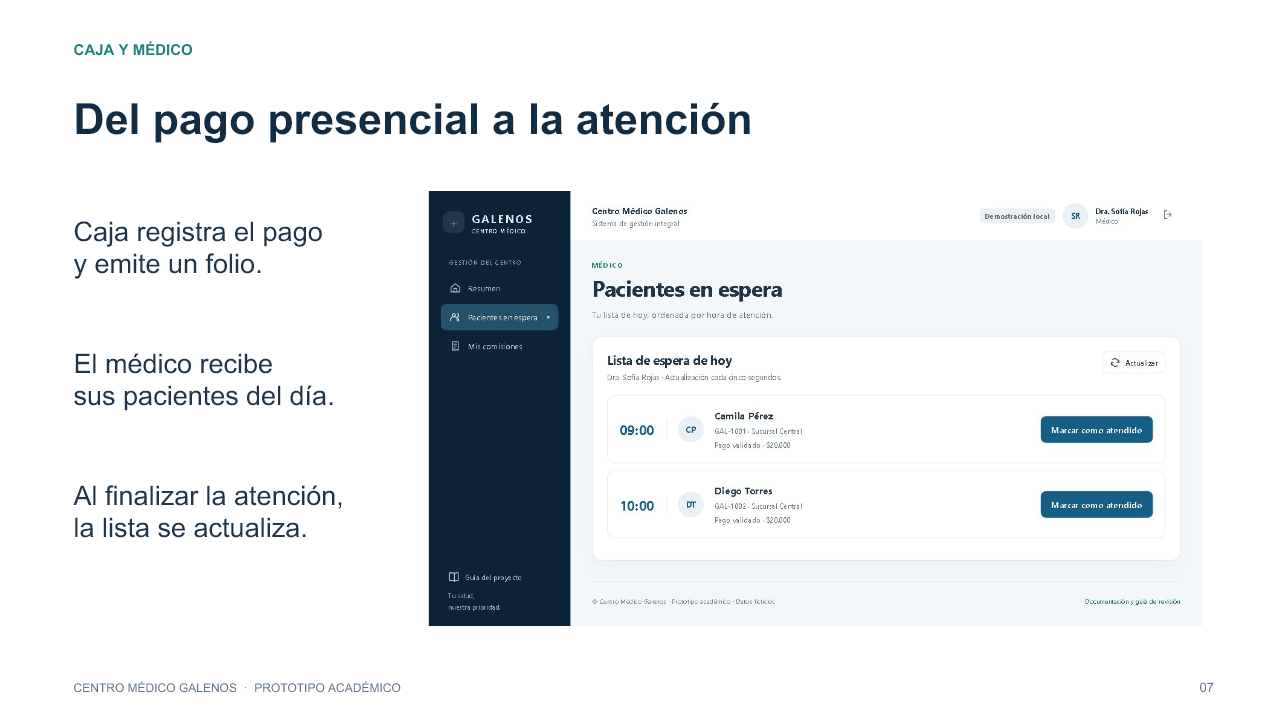 CAJA Y MÉDICO
Del pago presencial a la atención
Caja registra el pago
y emite un folio.
El médico recibe
sus pacientes del día.
Al finalizar la atención,
la lista se actualiza.
GALENOS
CENTRO MÉDICO
GESTIÓN DEL CENTRO
Resumen
Pacientes en espera
Mis comisiones
Guía del proyecto
Tu salud,
nuestra prioridad.
Centro Médico Galenos
Sistema de gestión integral
Demostración local
SR
Dra. Sofía Rojas
Médico
MÉDICO
Pacientes en espera
Tu lista de hoy, ordenada por hora de atención.
Lista de espera de hoy
Dra. Sofía Rojas · Actualización cada cinco segundos.
Actualizar
09:00
CP
Camila Pérez
GAL-1001 · Sucursal Central
Pago validado · $28.000
Marcar como atendido
10:00
DT
Diego Torres
GAL-1002 · Sucursal Central
Pago validado · $28.000
Marcar como atendido
© Centro Médico Galenos · Prototipo académico · Datos ficticios
Documentación y guía de revisión
CENTRO MÉDICO GALENOS · PROTOTIPO ACADÉMICO
07